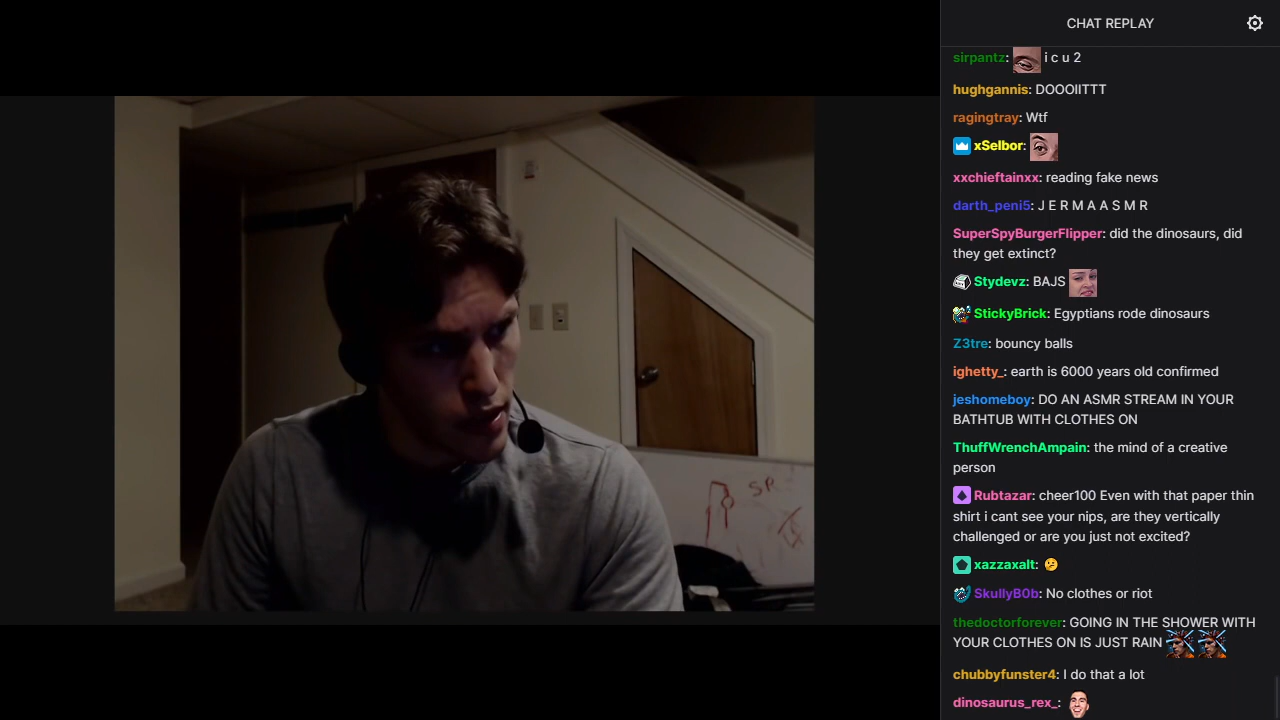 CHAT REPLAY
sirpantz: i c u 2
hughgannis: DOOOIITTT
ragingtray: Wtf
xSelbor:
xxchieftainxx: reading fake news
darth_peni5: J E R M A A S M R
SuperSpyBurgerFlipper: did the dinosaurs, did
they get extinct?
Stydevz: BAJS
StickyBrick: Egyptians rode dinosaurs
Z3tre: bouncy balls
ighetty_: earth is 6000 years old confirmed
jeshomeboy: DO AN ASMR STREAM IN YOUR
BATHTUB WITH CLOTHES ON
ThuffWrenchAmpain: the mind of a creative
person
Rubtazar: cheer100 Even with that paper thin
shirt i cant see your nips, are they vertically
challenged or are you just not excited?
xazzaxalt:
SkullyB0b: No clothes or riot
thedoctorforever: GOING IN THE SHOWER WITH
YOUR CLOTHES ON IS JUST RAIN
chubbyfunster4: I do that a lot
dinosaurus_rex_: